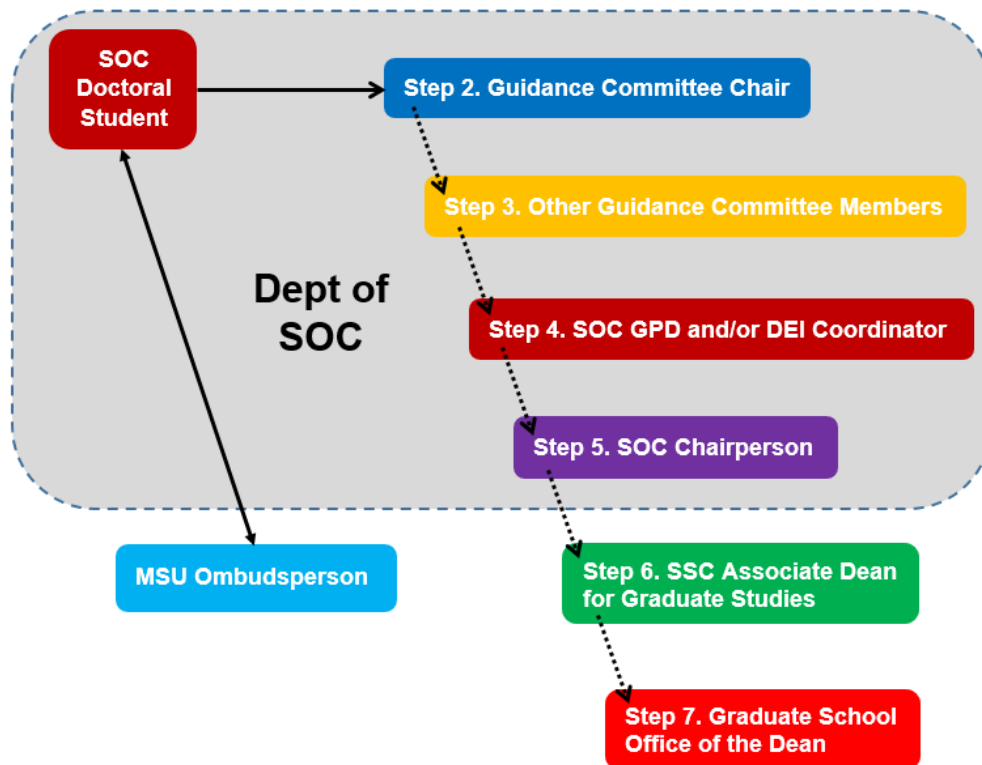 SOC
Doctoral
Student
Step 2. Guidance Committee Chair
Step 3. Other Guidance Committee Members
Dept of
SOC
Step 4. SOC GPD and/or DEI Coordinator
Step 5. SOC Chairperson
MSU Ombudsperson
Step 6. SSC Associate Dean
for Graduate Studies
Step 7. Graduate School
Office of the Dean